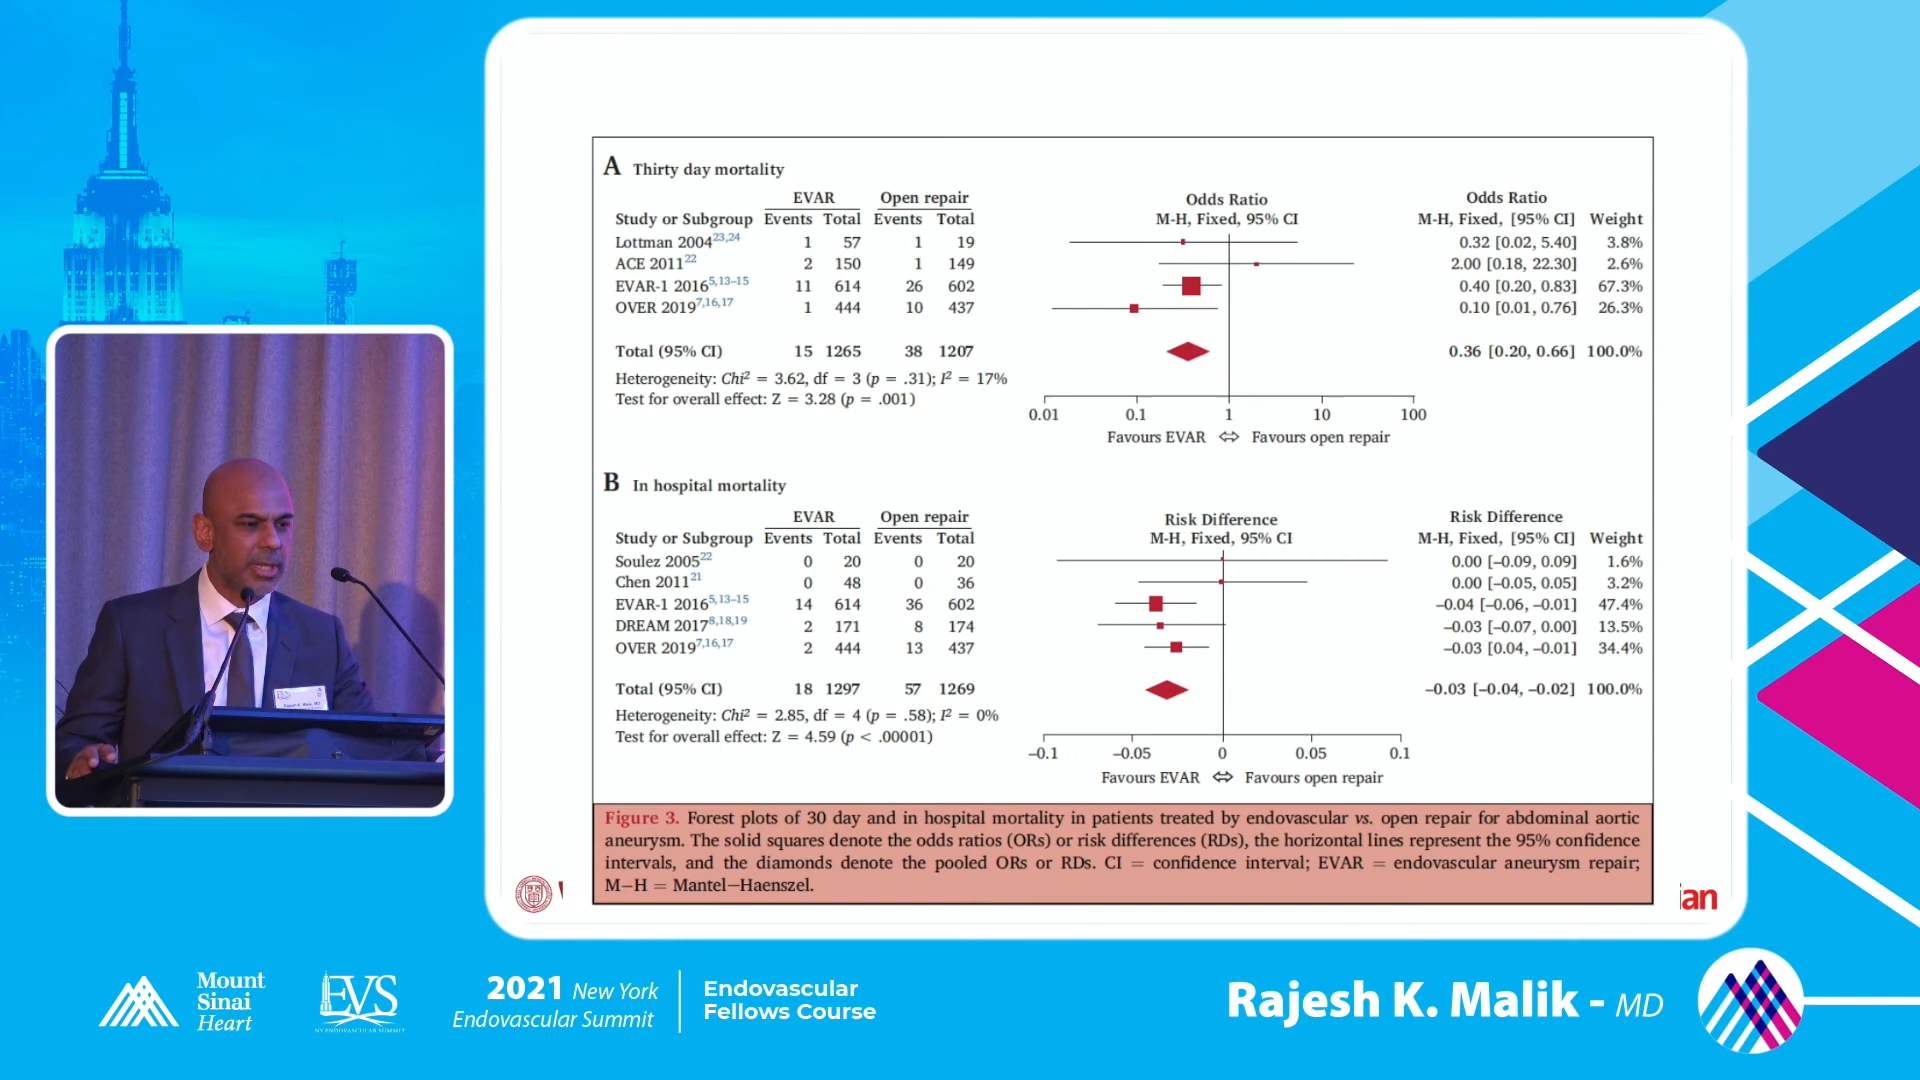 A Thirty day mortality
EVAR Open repair Odds Ratio Odds Ratio
Study or Subgroup Events Total Events Total M-H, Fixed, 95% CI M-H, Fixed, [95% CI] Weight
Lottman 2004²³,²⁴ 1 57 1 19 0.32 [0.02, 5.40] 3.8%
ACE 2011²² 2 150 1 149 2.00 [0.18, 22.30] 2.6%
EVAR-1 2016⁵,¹³⁻¹⁵ 11 614 26 602 0.40 [0.20, 0.83] 67.3%
OVER 2019⁷,¹⁶,¹⁷ 1 444 10 437 0.10 [0.01, 0.76] 26.3%
Total (95% CI) 15 1265 38 1207 0.36 [0.20, 0.66] 100.0%
Heterogeneity: Chi² = 3.62, df = 3 (p = .31); I² = 17%
Test for overall effect: Z = 3.28 (p = .001)
0.01 0.1 1 10 100
Favours EVAR ⇔ Favours open repair
B In hospital mortality
EVAR Open repair Risk Difference Risk Difference
Study or Subgroup Events Total Events Total M-H, Fixed, 95% CI M-H, Fixed, [95% CI] Weight
Soulez 2005²² 0 20 0 20 0.00 [−0.09, 0.09] 1.6%
Chen 2011²¹ 0 48 0 36 0.00 [−0.05, 0.05] 3.2%
EVAR-1 2016⁵,¹³⁻¹⁵ 14 614 36 602 −0.04 [−0.06, −0.01] 47.4%
DREAM 2017⁸,¹⁸,¹⁹ 2 171 8 174 −0.03 [−0.07, 0.00] 13.5%
OVER 2019⁷,¹⁶,¹⁷ 2 444 13 437 −0.03 [0.04, −0.01] 34.4%
Total (95% CI) 18 1297 57 1269 −0.03 [−0.04, −0.02] 100.0%
Heterogeneity: Chi² = 2.85, df = 4 (p = .58); I² = 0%
Test for overall effect: Z = 4.59 (p < .00001)
−0.1 −0.05 0 0.05 0.1
Favours EVAR ⇔ Favours open repair
Figure 3. Forest plots of 30 day and in hospital mortality in patients treated by endovascular vs. open repair for abdominal aortic
aneurysm. The solid squares denote the odds ratios (ORs) or risk differences (RDs), the horizontal lines represent the 95% confidence
intervals, and the diamonds denote the pooled ORs or RDs. CI = confidence interval; EVAR = endovascular aneurysm repair;
M−H = Mantel−Haenszel.
an
Mount
Sinai
Heart
EVS
NY ENDOVASCULAR SUMMIT
2021 New York
Endovascular Summit
Endovascular
Fellows Course
Rajesh K. Malik - MD